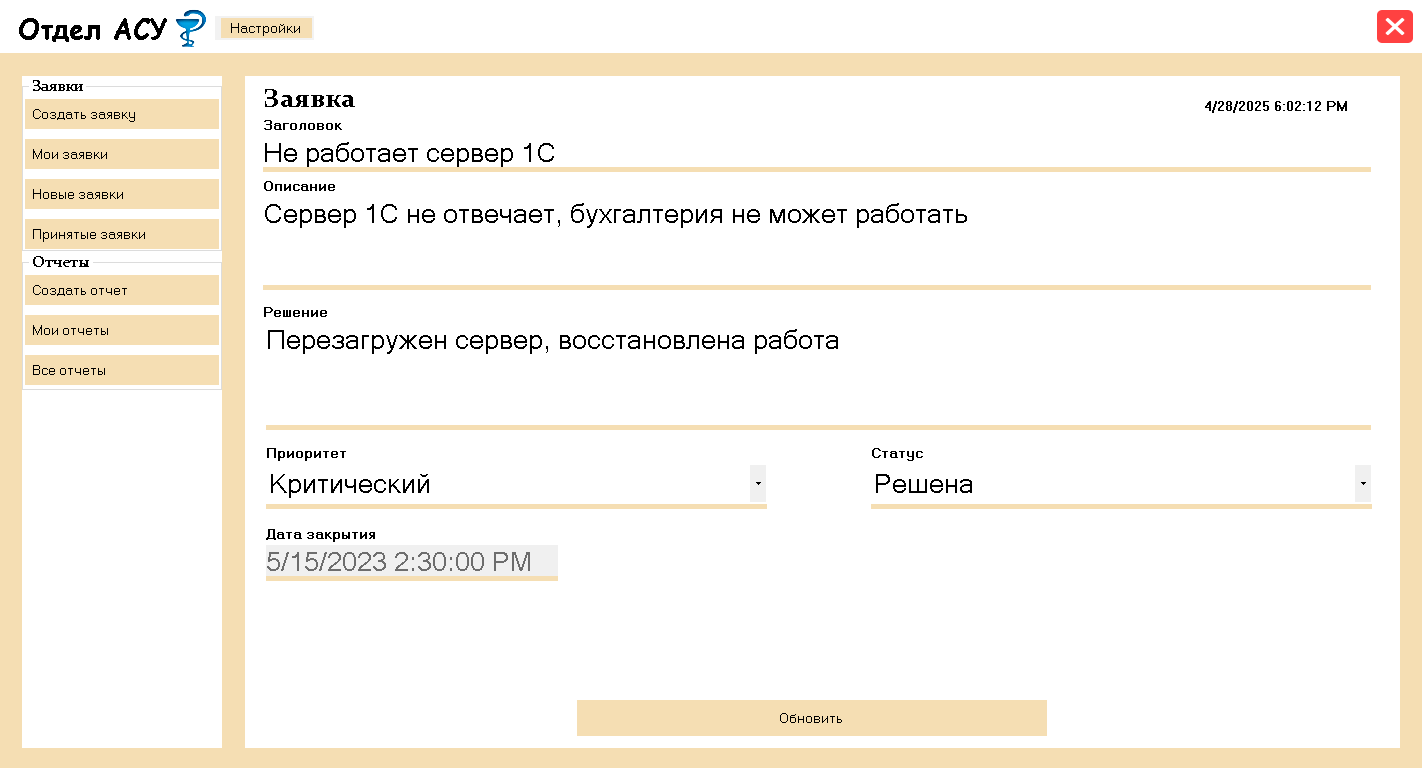 Отдел АСУ
Настройки
Заявки
Создать заявку
Мои заявки
Новые заявки
Принятые заявки
Отчеты
Создать отчет
Мои отчеты
Все отчеты
Заявка
4/28/2025 6:02:12 PM
Заголовок
Не работает сервер 1С
Описание
Сервер 1С не отвечает, бухгалтерия не может работать
Решение
Перезагружен сервер, восстановлена работа
Приоритет
Статус
Критический
Решена
Дата закрытия
5/15/2023 2:30:00 PM
Обновить